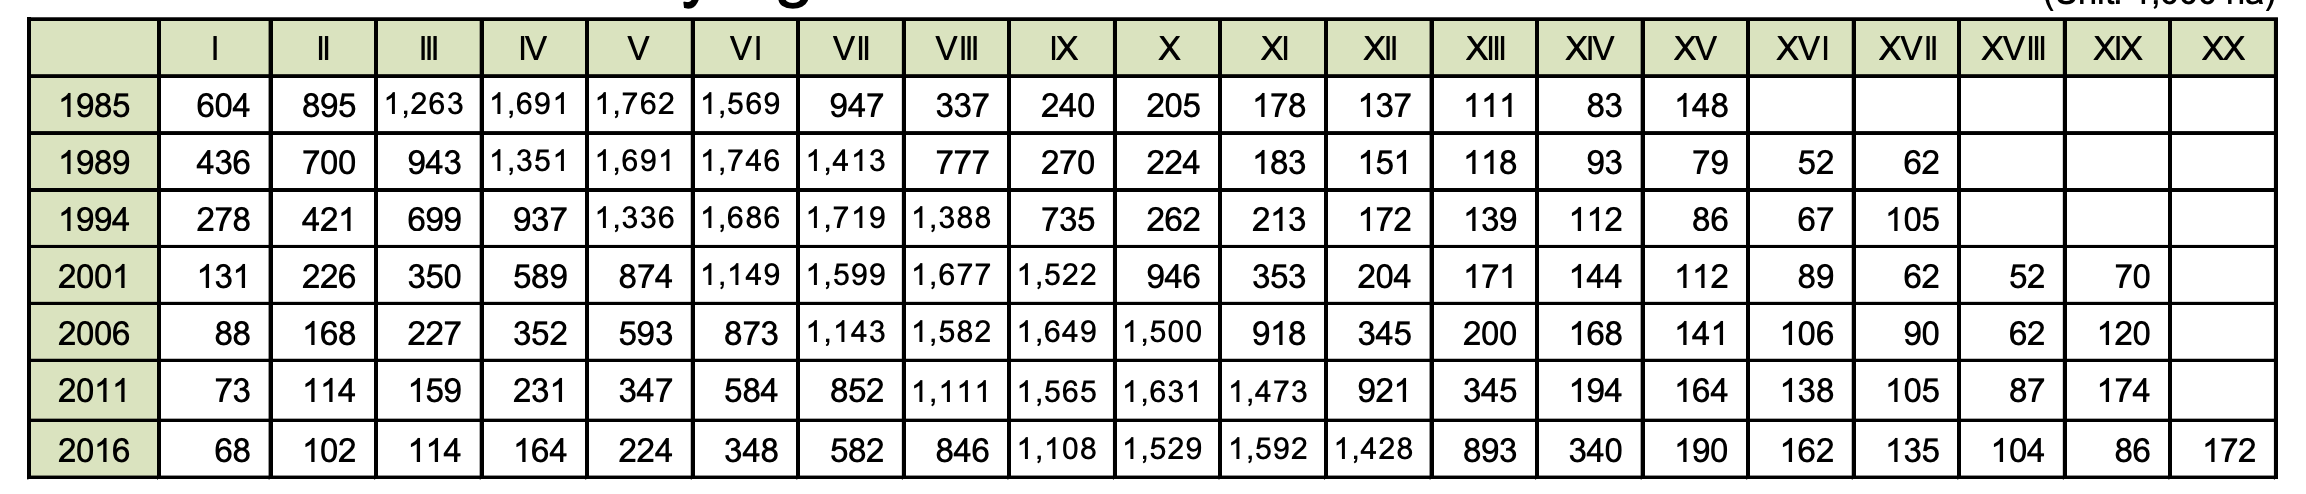 I II III IV V VI VII VIII IX X XI XII XIII XIV XV XVI XVII XVIII XIX XX
1985 604 895 1,263 1,691 1,762 1,569 947 337 240 205 178 137 111 83 148
1989 436 700 943 1,351 1,691 1,746 1,413 777 270 224 183 151 118 93 79 52 62
1994 278 421 699 937 1,336 1,686 1,719 1,388 735 262 213 172 139 112 86 67 105
2001 131 226 350 589 874 1,149 1,599 1,677 1,522 946 353 204 171 144 112 89 62 52 70
2006 88 168 227 352 593 873 1,143 1,582 1,649 1,500 918 345 200 168 141 106 90 62 120
2011 73 114 159 231 347 584 852 1,111 1,565 1,631 1,473 921 345 194 164 138 105 87 174
2016 68 102 114 164 224 348 582 846 1,108 1,529 1,592 1,428 893 340 190 162 135 104 86 172